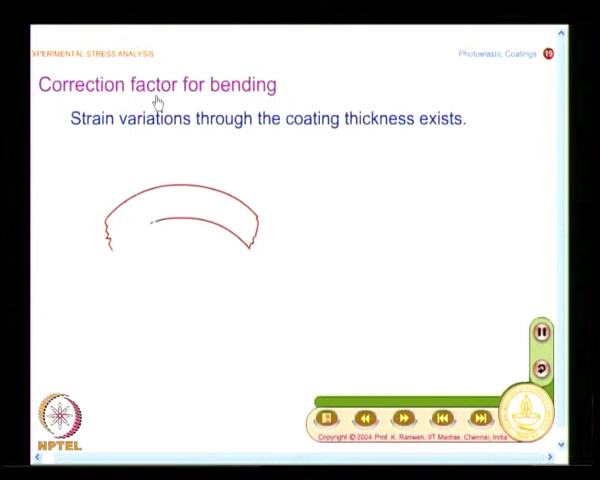 XPERIMENTAL STRESS ANALYSIS
Photoelastic Coatings 19
Correction factor for bending
Strain variations through the coating thickness exists.
NPTEL
Copyright © 2004 Prof. K. Ramesh, IIT Madras, Chennai, India